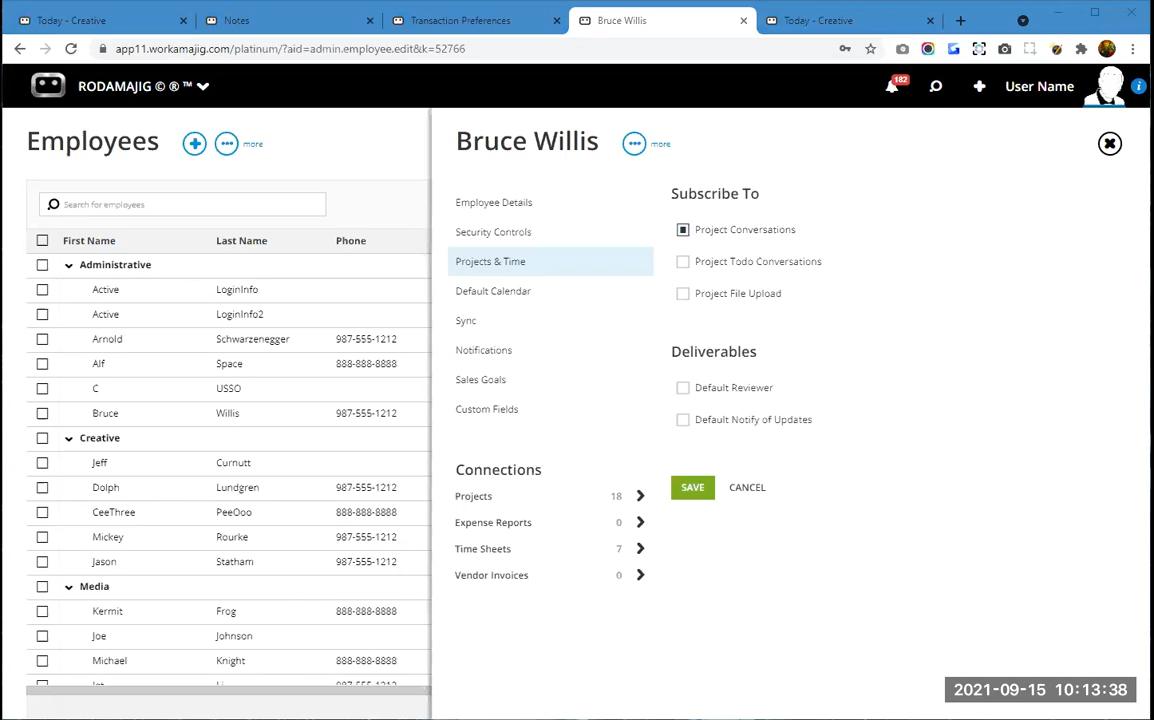 Today - Creative
Notes
Transaction Preferences
Bruce Willis
Today - Creative
app11.workamajig.com/platinum/?aid=admin.employee.edit&k=52766
RODAMAJIG © ® ™
182
User Name
Employees
more
Search for employees
First Name Last Name Phone
Administrative
Active LoginInfo
Active LoginInfo2
Arnold Schwarzenegger 987-555-1212
Alf Space 888-888-8888
C USSO
Bruce Willis 987-555-1212
Creative
Jeff Curnutt
Dolph Lundgren 987-555-1212
CeeThree PeeOoo 888-888-8888
Mickey Rourke 987-555-1212
Jason Statham 987-555-1212
Media
Kermit Frog 888-888-8888
Joe Johnson
Michael Knight 888-888-8888
Jet Li 987-555-1212
Bruce Willis
more
Employee Details
Security Controls
Projects & Time
Default Calendar
Sync
Notifications
Sales Goals
Custom Fields
Connections
Projects 18
Expense Reports 0
Time Sheets 7
Vendor Invoices 0
Subscribe To
Project Conversations
Project Todo Conversations
Project File Upload
Deliverables
Default Reviewer
Default Notify of Updates
SAVE CANCEL
2021-09-15 10:13:38